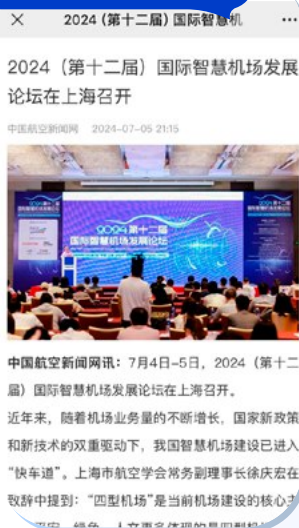 2024 (第十二届) 国际智慧机
2024（第十二届）国际智慧机场发展
论坛在上海召开
中国航空新闻网 2024-07-05 21:15
2024第十二届
国际智慧机场发展论坛
中国航空新闻网讯：7月4日-5日，2024（第十二
届）国际智慧机场发展论坛在上海召开。
近年来，随着机场业务量的不断增长，国家新政策
和新技术的双重驱动下，我国智慧机场建设已进入
“快车道”。上海市航空学会常务副理事长徐庆宏在
致辞中提到：“四型机场”是当前机场建设的核心主